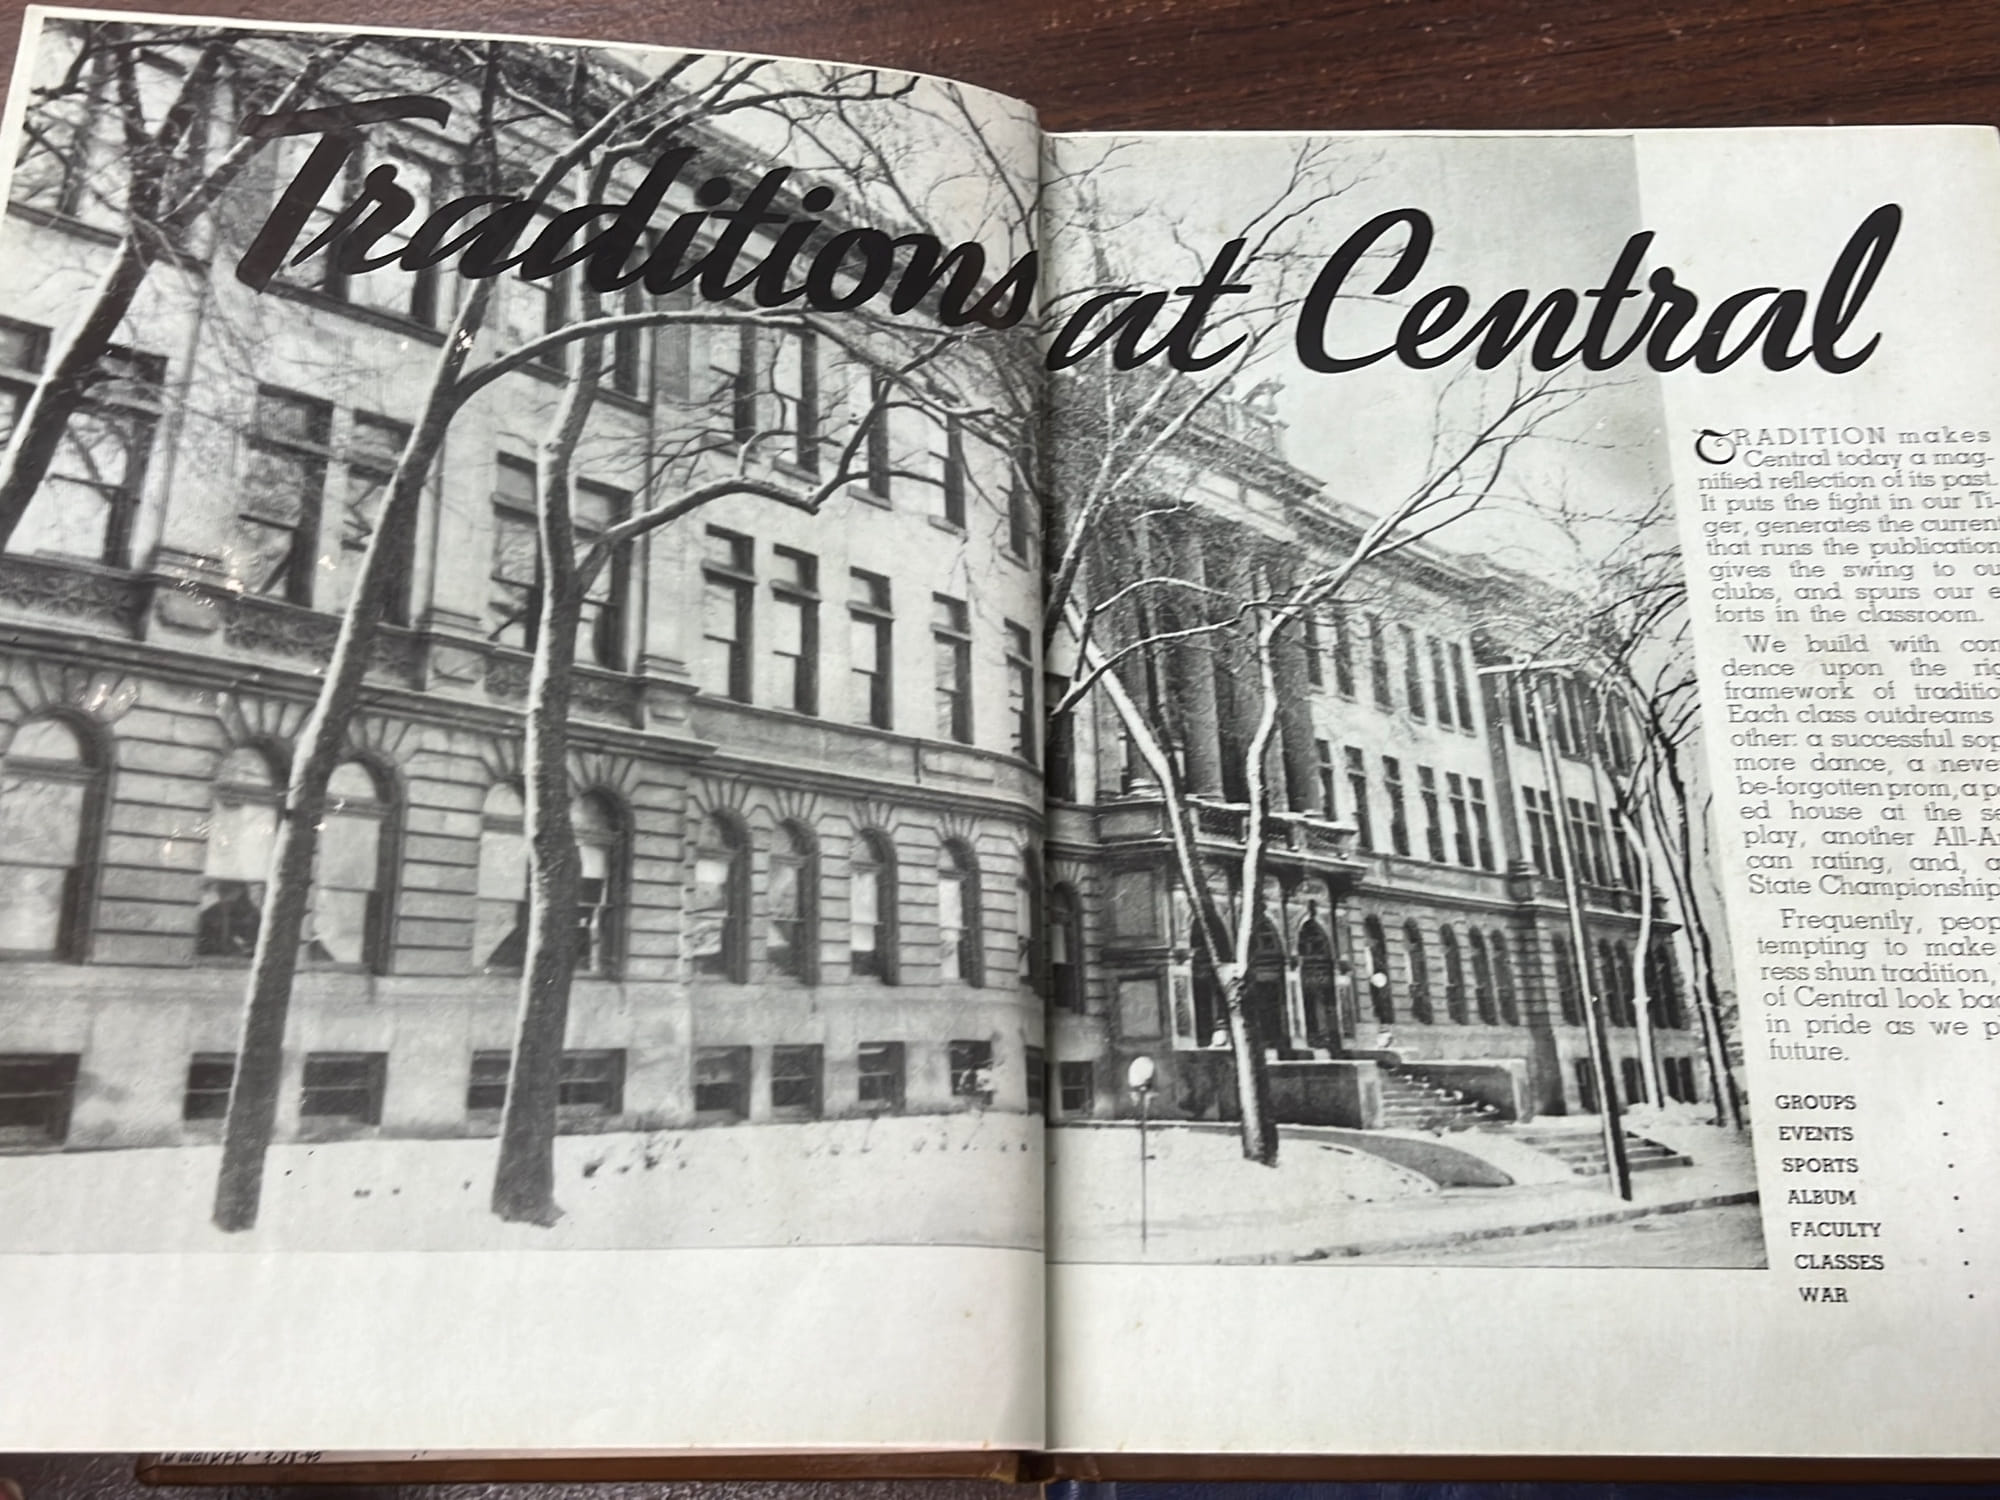 Traditions at Central
TRADITION makes
Central today a mag-
nified reflection of its past.
It puts the fight in our Ti-
ger, generates the current
that runs the publication
gives the swing to ou
clubs, and spurs our e
forts in the classroom.
We build with con
dence upon the rig
framework of traditio
Each class outdreams
other: a successful sop
more dance, a neve
be-forgotten prom, a p
ed house at the se
play, another All-A
can rating, and, a
State Championship
Frequently, peop
tempting to make
ress shun tradition,
of Central look bac
in pride as we p
future.
GROUPS .
EVENTS .
SPORTS .
ALBUM .
FACULTY .
CLASSES .
WAR .
WALKER